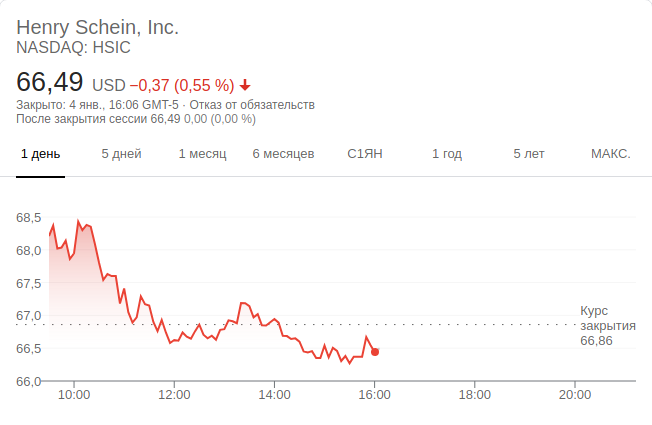 Henry Schein, Inc.
NASDAQ: HSIC
66,49 USD −0,37 (0,55 %)
Закрыто: 4 янв., 16:06 GMT-5 · Отказ от обязательств
После закрытия сессии 66,49 0,00 (0,00 %)
1 день 5 дней 1 месяц 6 месяцев С1ЯН 1 год 5 лет МАКС.
68,5
68,0
67,5
67,0
66,5
66,0
Курс
закрытия
66,86
10:00 12:00 14:00 16:00 18:00 20:00